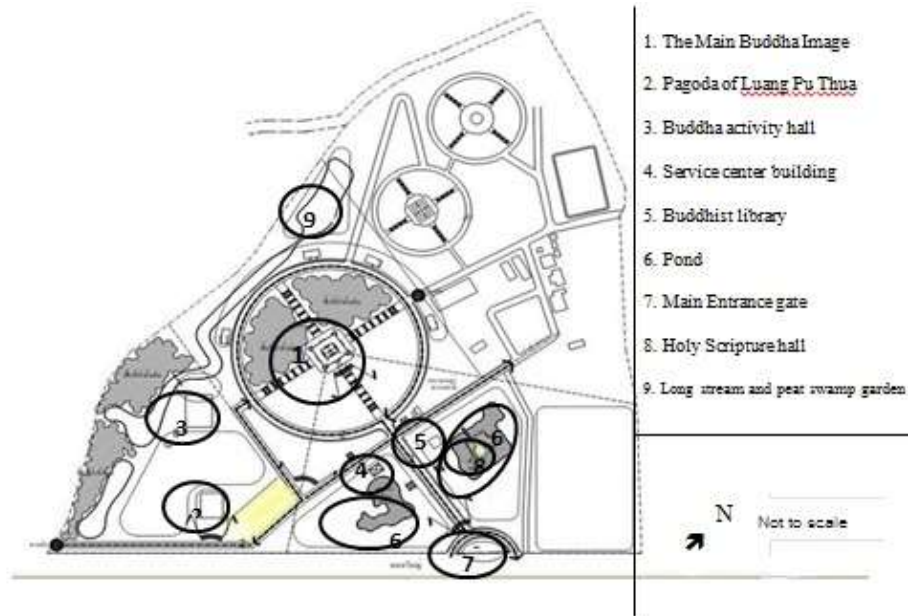 1. The Main Buddha Image
2. Pagoda of Luang Pu Thua
3. Buddha activity hall
4. Service center building
5. Buddhist library
6. Pond
7. Main Entrance gate
8. Holy Scripture hall
9. Long stream and peat swamp garden
N
Not to scale
9
1
3
5
6
4
8
2
6
7